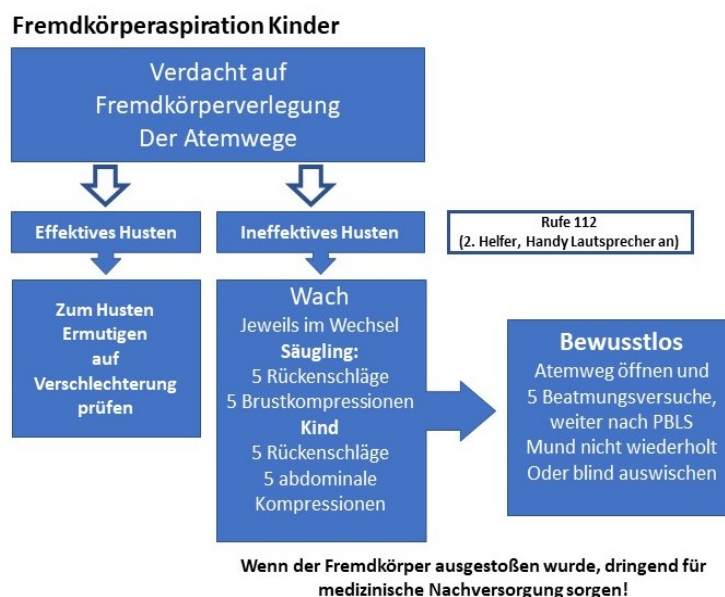 Fremdkörperaspiration Kinder
Verdacht auf
Fremdkörperverlegung
Der Atemwege
Effektives Husten
Ineffektives Husten
Rufe 112
(2. Helfer, Handy Lautsprecher an)
Zum Husten
Ermutigen
auf
Verschlechterung
prüfen
Wach
Jeweils im Wechsel
Säugling:
5 Rückenschläge
5 Brustkompressionen
Kind
5 Rückenschläge
5 abdominale
Kompressionen
Bewusstlos
Atemweg öffnen und
5 Beatmungsversuche,
weiter nach PBLS
Mund nicht wiederholt
Oder blind auswischen
Wenn der Fremdkörper ausgestoßen wurde, dringend für
medizinische Nachversorgung sorgen!